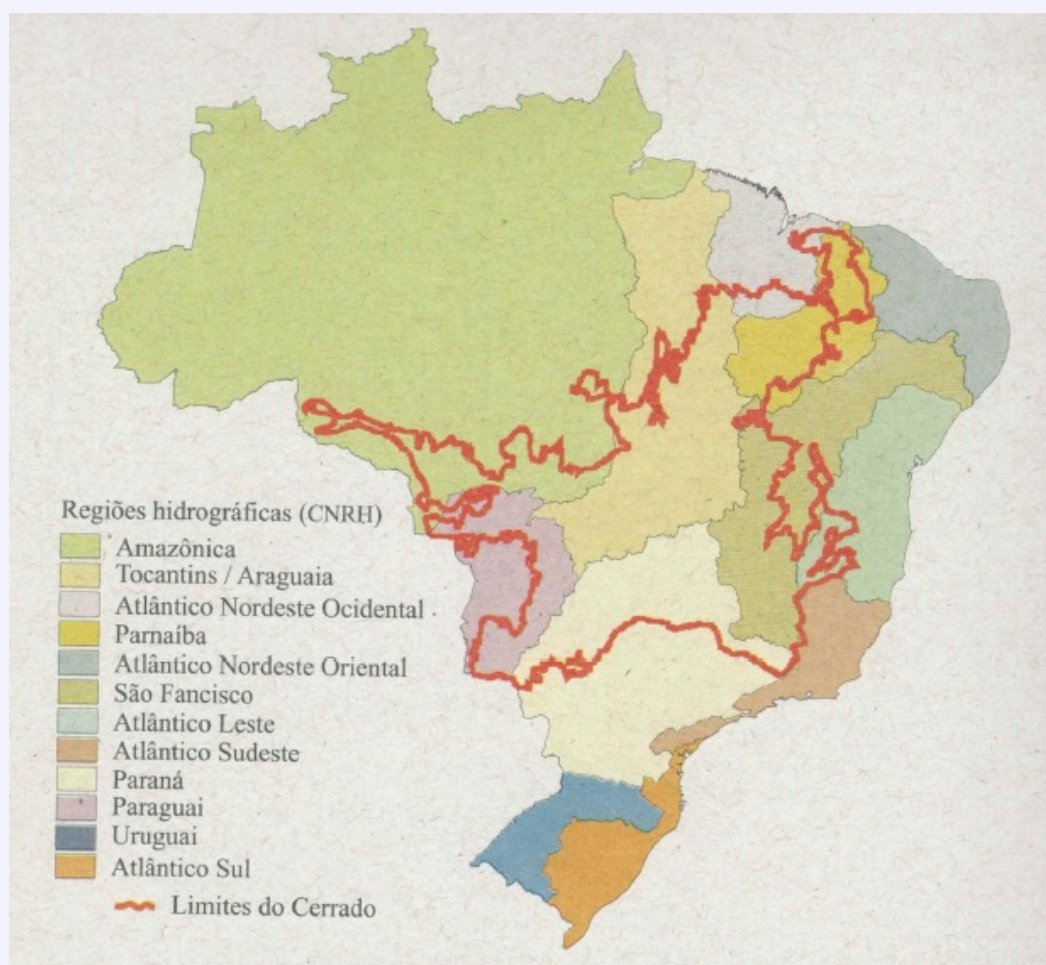 Regiões hidrográficas (CNRH)
Amazônica
Tocantins / Araguaia
Atlântico Nordeste Ocidental
Parnaíba
Atlântico Nordeste Oriental
São Fancisco
Atlântico Leste
Atlântico Sudeste
Paraná
Paraguai
Uruguai
Atlântico Sul
Limites do Cerrado